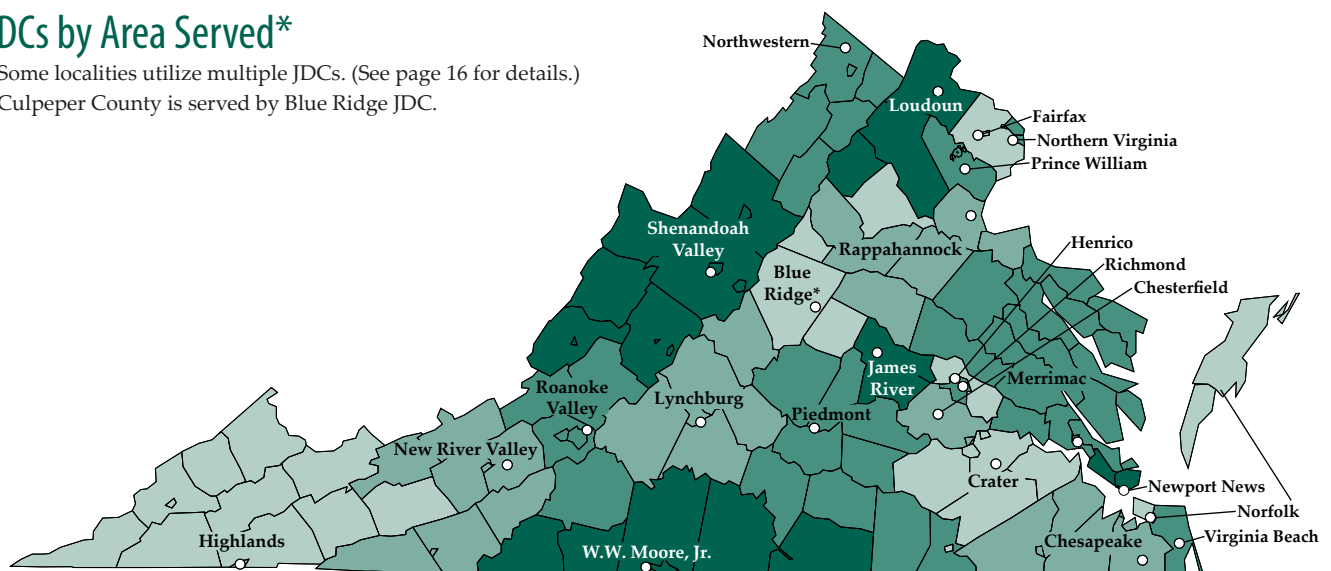 DCs by Area Served*
Some localities utilize multiple JDCs. (See page 16 for details.)
Culpeper County is served by Blue Ridge JDC.
Northwestern
Loudoun
Fairfax
Northern Virginia
Prince William
Shenandoah
Valley
Rappahannock
Henrico
Richmond
Chesterfield
Blue
Ridge*
James
River
Merrimac
Roanoke
Valley
Lynchburg
Piedmont
New River Valley
Crater
Newport News
Norfolk
Highlands
W.W. Moore, Jr.
Chesapeake
Virginia Beach